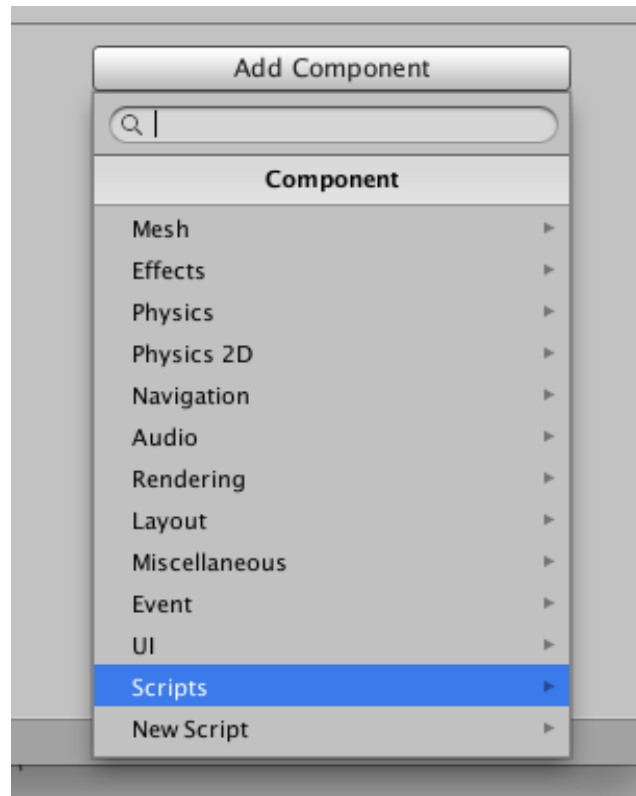 Add Component
Component
Mesh
Effects
Physics
Physics 2D
Navigation
Audio
Rendering
Layout
Miscellaneous
Event
UI
Scripts
New Script